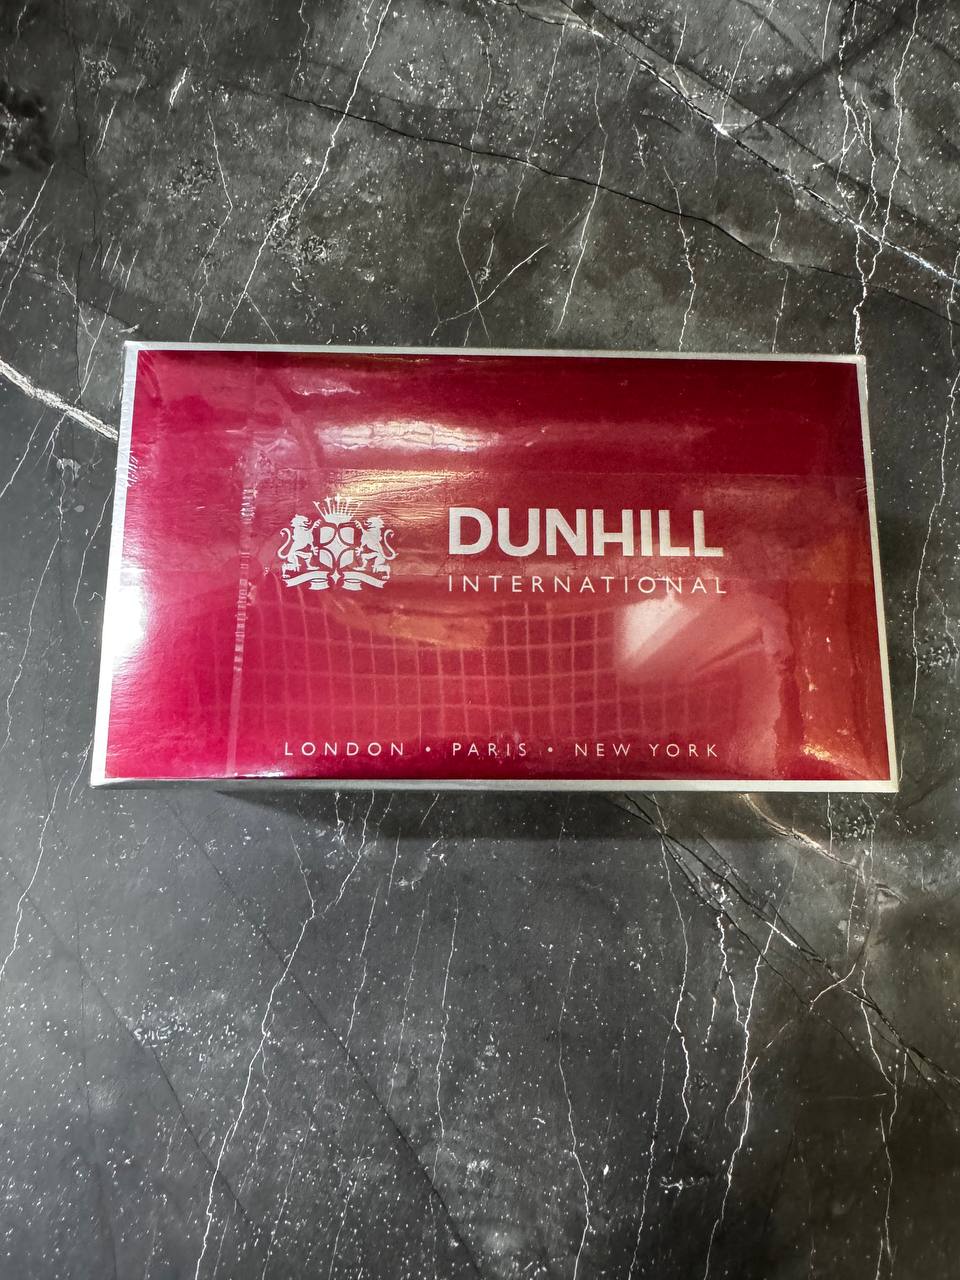 DUNHILL
INTERNATIONAL
LONDON • PARIS • NEW YORK